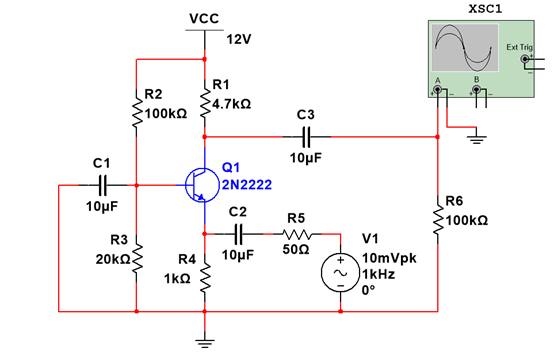 XSC1
Ext Trig
+
−
A
B
+ −
+ −
VCC
12V
R2
100kΩ
R1
4.7kΩ
C3
10µF
C1
10µF
Q1
2N2222
R3
20kΩ
R4
1kΩ
C2
10µF
R5
50Ω
V1
10mVpk
1kHz
0°
R6
100kΩ